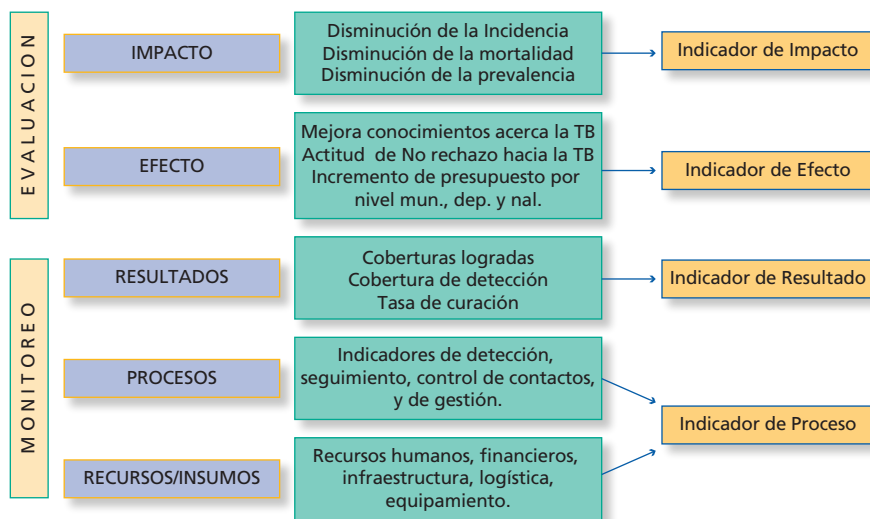 EVALUACION
IMPACTO
Disminución de la Incidencia
Disminución de la mortalidad
Disminución de la prevalencia
Indicador de Impacto
EFECTO
Mejora conocimientos acerca la TB
Actitud de No rechazo hacia la TB
Incremento de presupuesto por
nivel mun., dep. y nal.
Indicador de Efecto
MONITOREO
RESULTADOS
Coberturas logradas
Cobertura de detección
Tasa de curación
Indicador de Resultado
PROCESOS
Indicadores de detección,
seguimiento, control de contactos,
y de gestión.
Indicador de Proceso
RECURSOS/INSUMOS
Recursos humanos, financieros,
infraestructura, logística,
equipamiento.